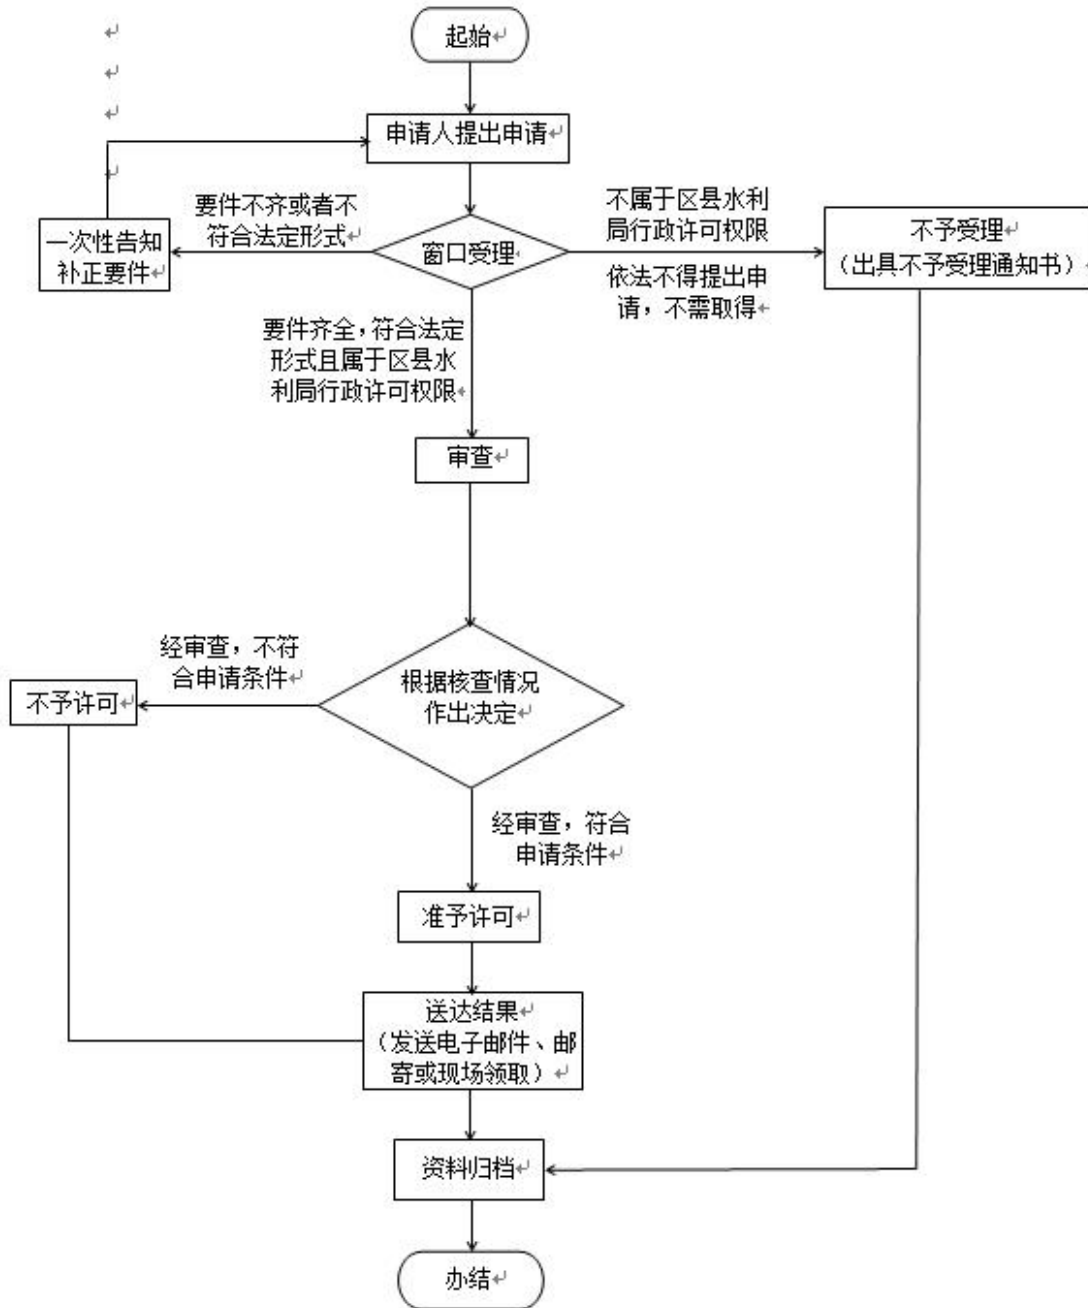 起始
申请人提出申请
要件不齐或者不
符合法定形式
一次性告知
补正要件
窗口受理
不属于区县水利
局行政许可权限
依法不得提出申
请，不需取得
不予受理
（出具不予受理通知书）
要件齐全，符合法定
形式且属于区县水
利局行政许可权限
审查
经审查，不符
合申请条件
不予许可
根据核查情况
作出决定
经审查，符合
申请条件
准予许可
送达结果
（发送电子邮件、邮
寄或现场领取）
资料归档
办结